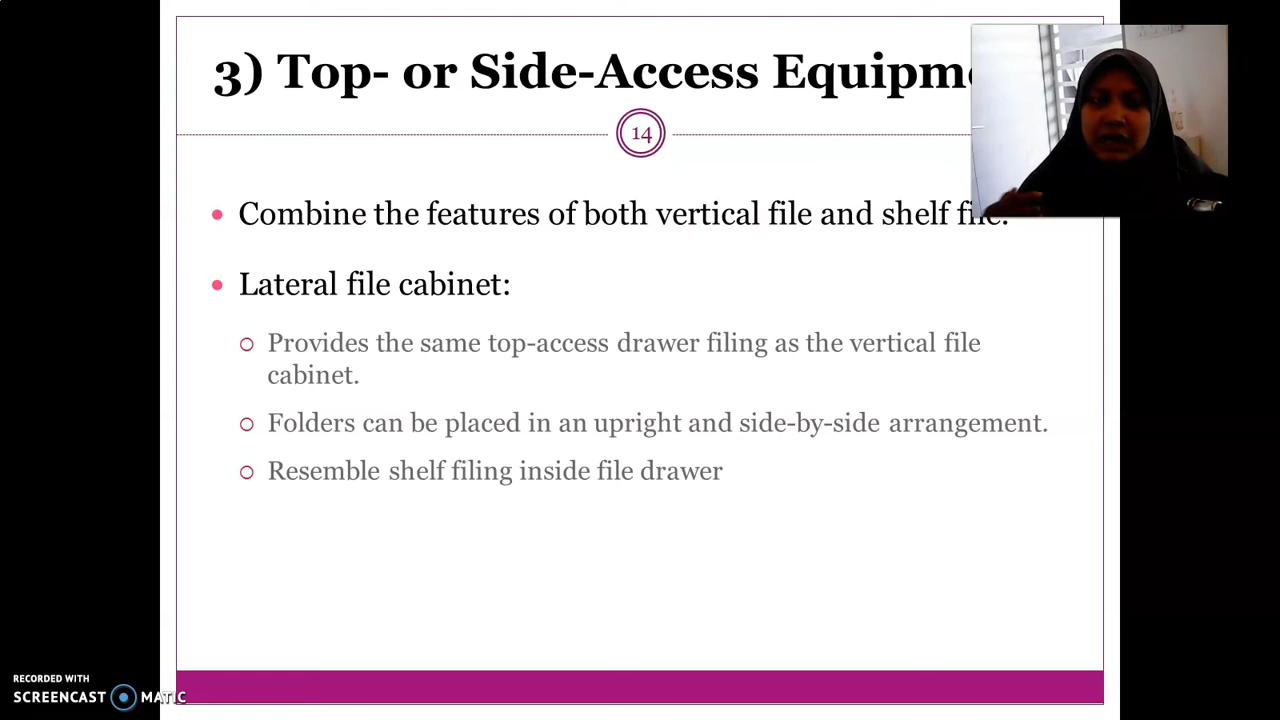 3) Top- or Side-Access Equipm
14
Combine the features of both vertical file and shelf file.
Lateral file cabinet:
Provides the same top-access drawer filing as the vertical file
cabinet.
Folders can be placed in an upright and side-by-side arrangement.
Resemble shelf filing inside file drawer
RECORDED WITH
SCREENCAST MATIC